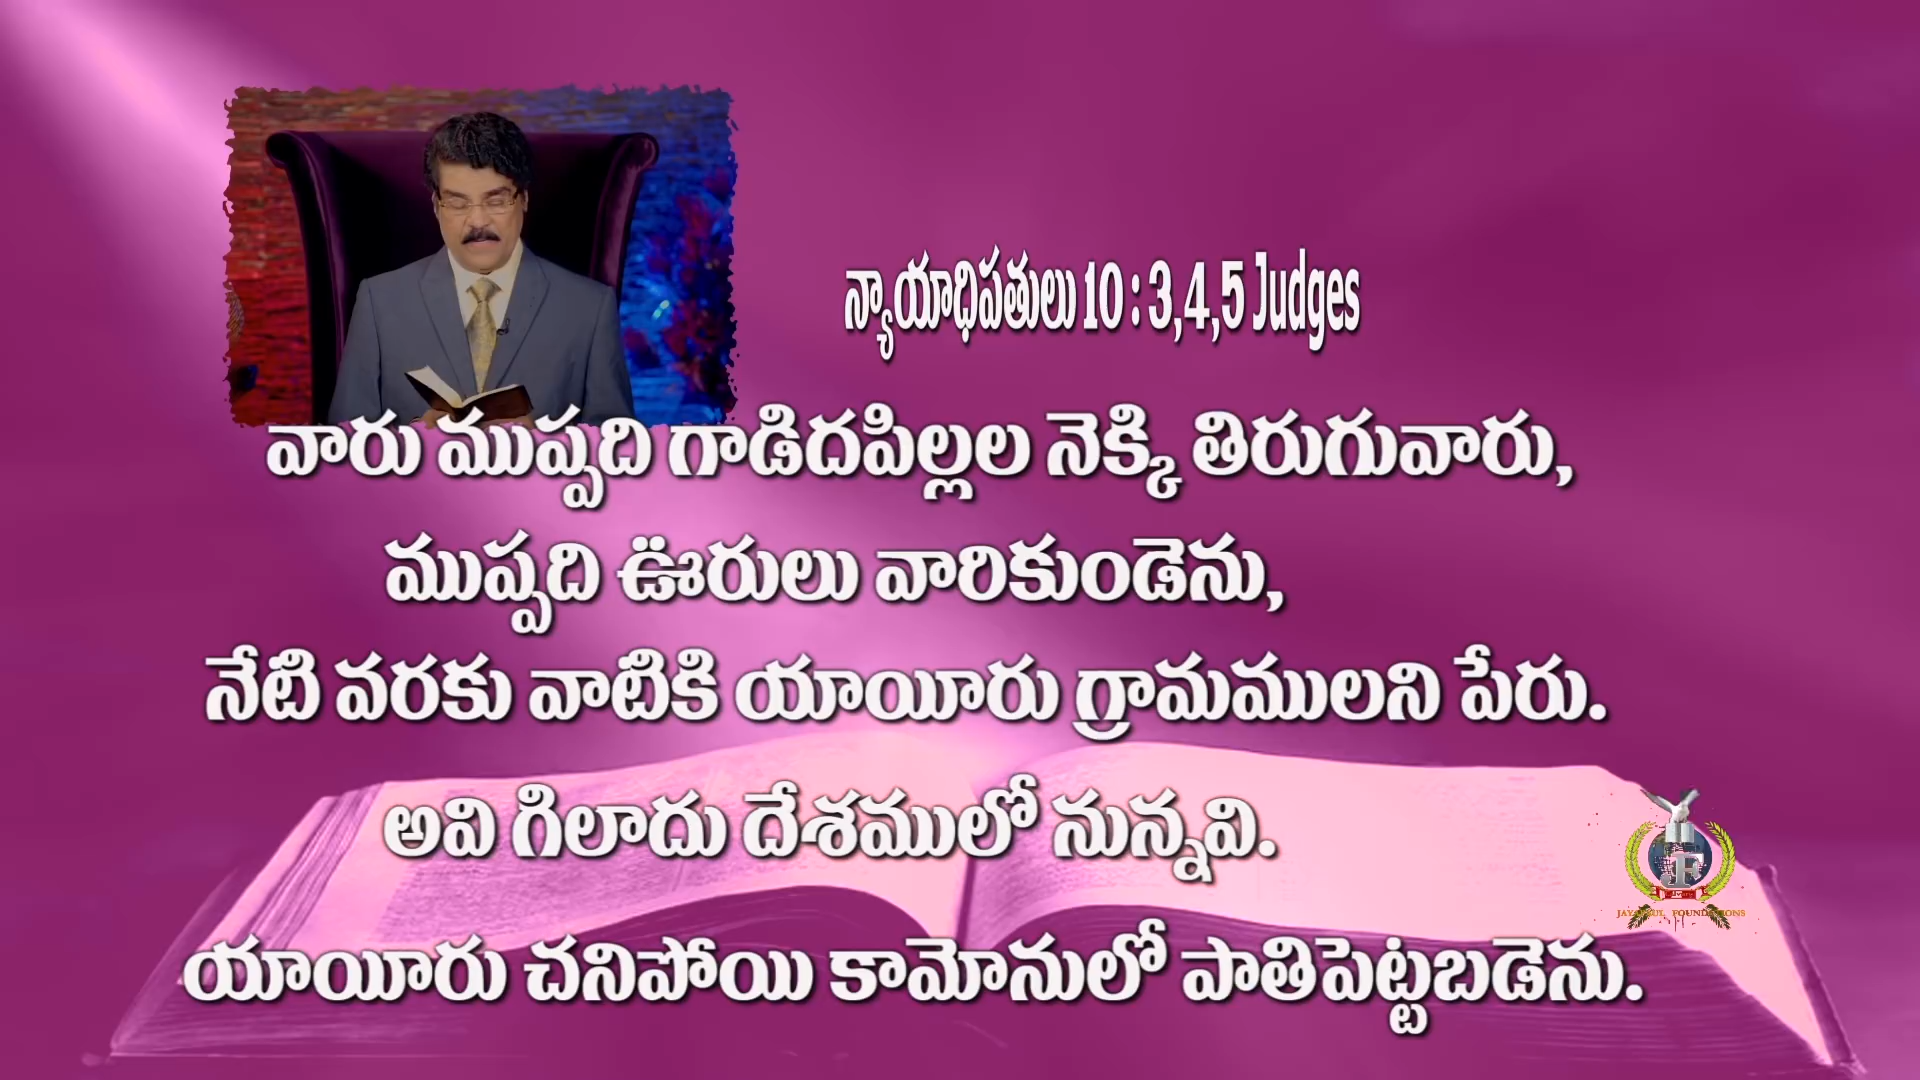 న్యాయాధిపతులు 10 : 3,4,5 Judges
వారు ముప్పది గాడిదపిల్లల నెక్కి తిరుగువారు,
ముప్పది ఊరులు వారికుండెను,
నేటి వరకు వాటికి యాయీరు గ్రామములని పేరు.
అవి గిలాదు దేశములో నున్నవి.
యాయీరు చనిపోయి కామోనులో పాతిపెట్టబడెను.
FOUNDATIONS